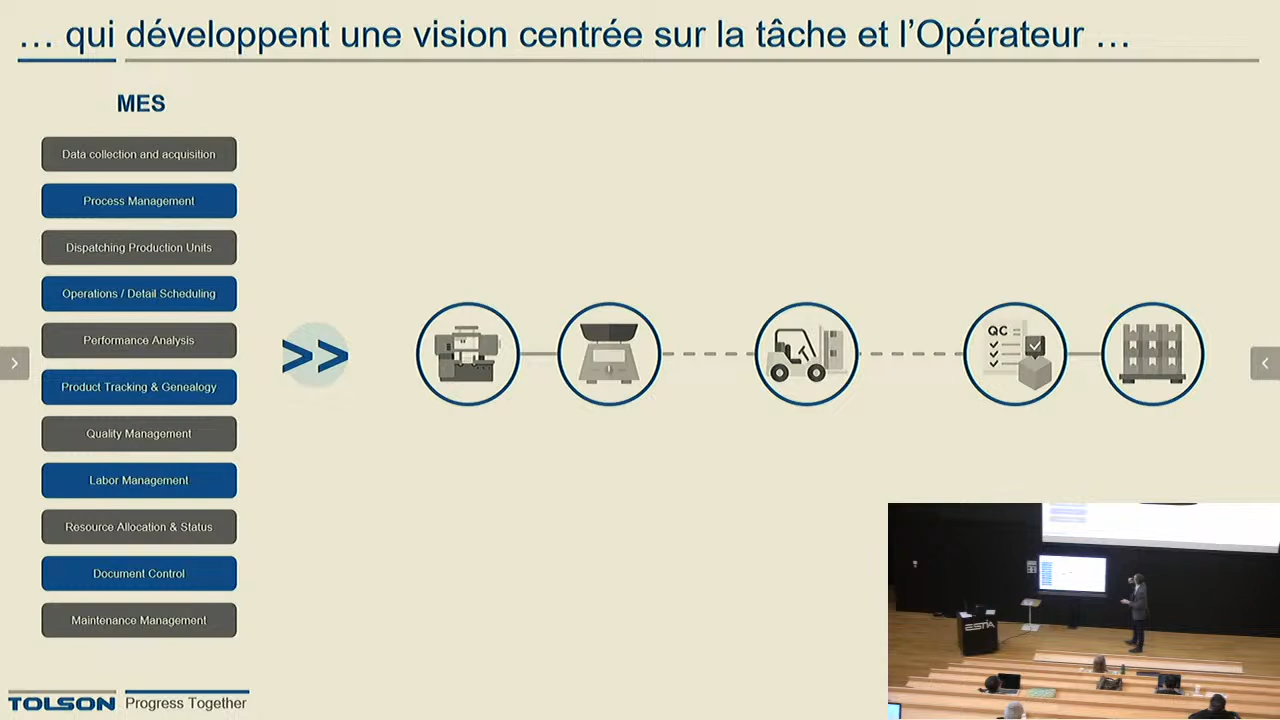 … qui développent une vision centrée sur la tâche et l’Opérateur …
MES
Data collection and acquisition
Process Management
Dispatching Production Units
Operations / Detail Scheduling
Performance Analysis
Product Tracking & Genealogy
Quality Management
Labor Management
Resource Allocation & Status
Document Control
Maintenance Management
>>
QC
ESTIA
TOLSON
Progress Together